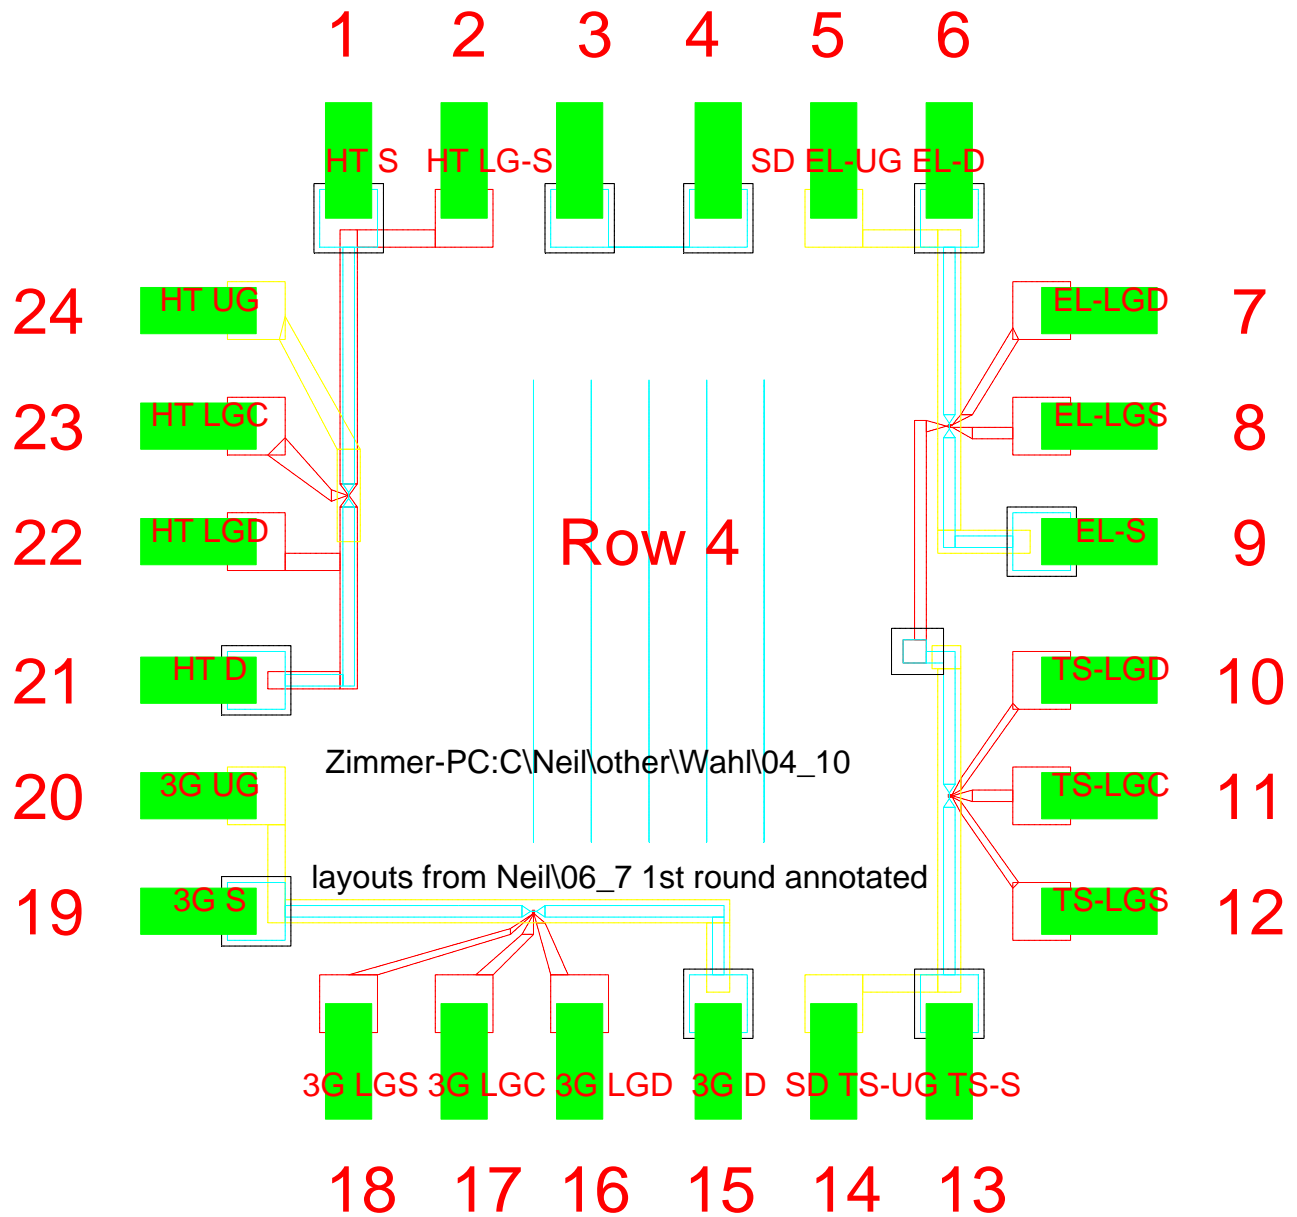 1 2 3 4 5 6
HT S HT LG-S SD EL-UG EL-D
24 HT UG EL-LGD 7
23 HT LGC EL-LGS 8
22 HT LGD Row 4 EL-S 9
21 HT D TS-LGD 10
Zimmer-PC:C\Neil\other\Wahl\04_10
20 3G UG TS-LGC 11
layouts from Neil\06_7 1st round annotated
19 3G S TS-LGS 12
3G LGS 3G LGC 3G LGD 3G D SD TS-UG TS-S
18 17 16 15 14 13